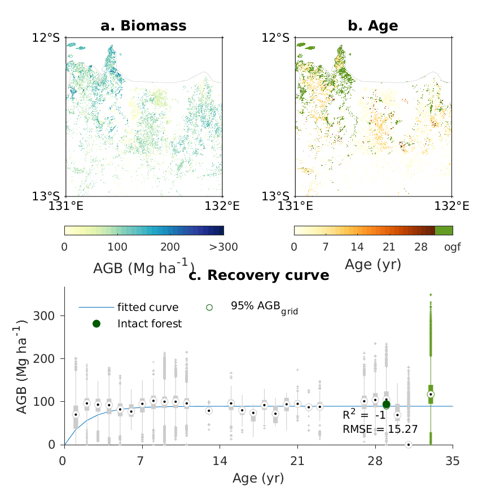 a. Biomass
b. Age
12°S
13°S
131°E
132°E
12°S
13°S
131°E
132°E
0 100 200 >300
AGB (Mg ha⁻¹)
0 7 14 21 28 ogf
Age (yr)
c. Recovery curve
fitted curve
Intact forest
95% AGB_grid
R² = -1
RMSE = 15.27
300
200
100
0
AGB (Mg ha⁻¹)
0 7 14 21 28 35
Age (yr)